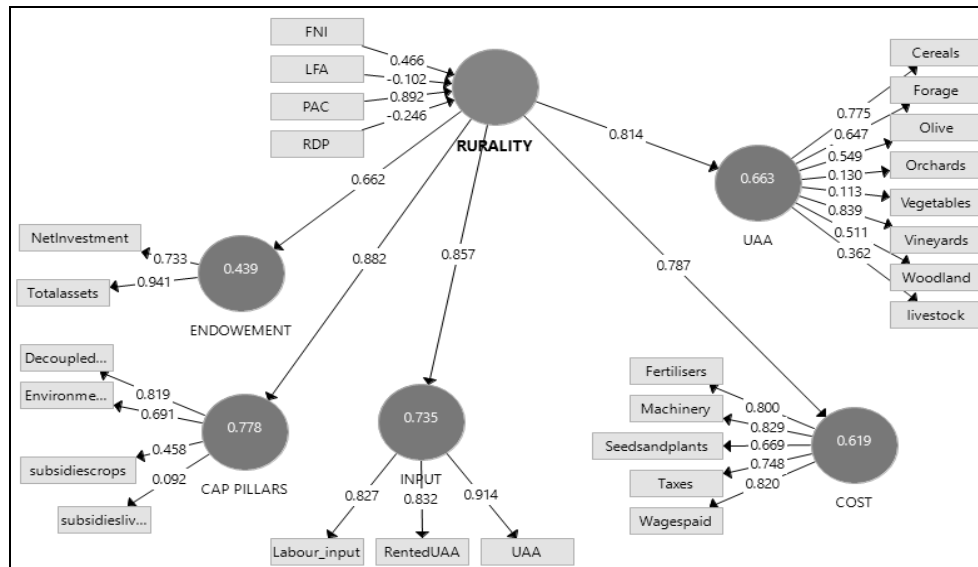 FNI
LFA
PAC
RDP
0.466
-0.102
0.892
-0.246
RURALITY
0.814
0.662
0.882
0.857
0.787
NetInvestment
Totalassets
0.733
0.941
0.439
ENDOWEMENT
Decoupled...
Environme...
subsidiescrops
subsidiesliv...
0.819
0.691
0.458
0.092
0.778
CAP PILLARS
0.735
INPUT
0.827
0.832
0.914
Labour_input
RentedUAA
UAA
0.663
UAA
0.775
0.647
0.549
0.130
0.113
0.839
0.511
0.362
Cereals
Forage
Olive
Orchards
Vegetables
Vineyards
Woodland
livestock
Fertilisers
Machinery
Seedsandplants
Taxes
Wagespaid
0.800
0.829
0.669
0.748
0.820
0.619
COST